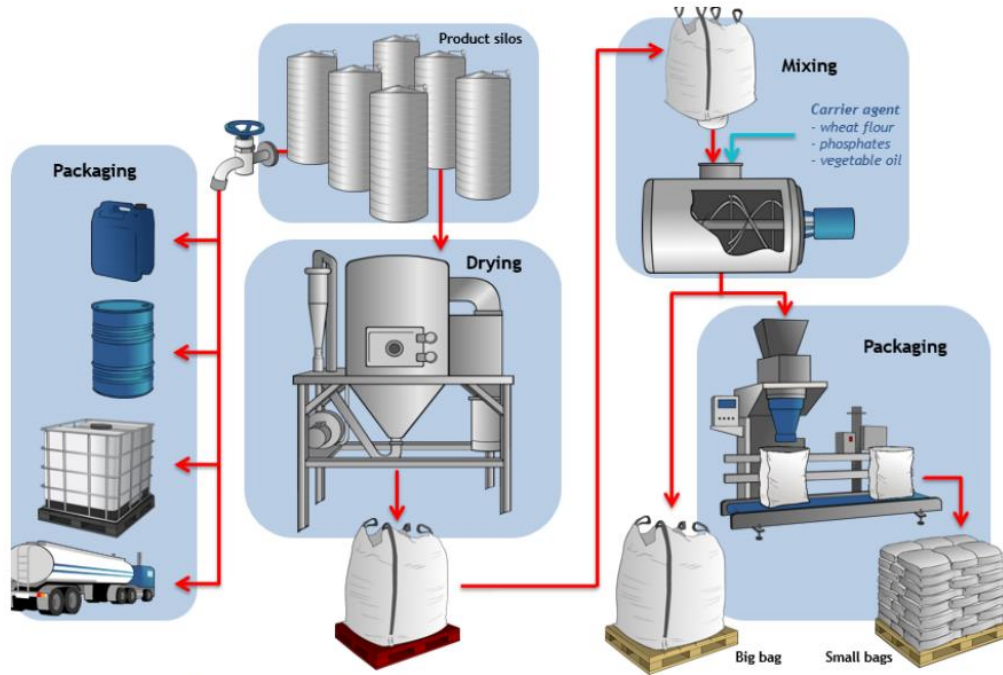 Product silos
Mixing
Carrier agent
- wheat flour
- phosphates
- vegetable oil
Packaging
Drying
Packaging
Big bag
Small bags